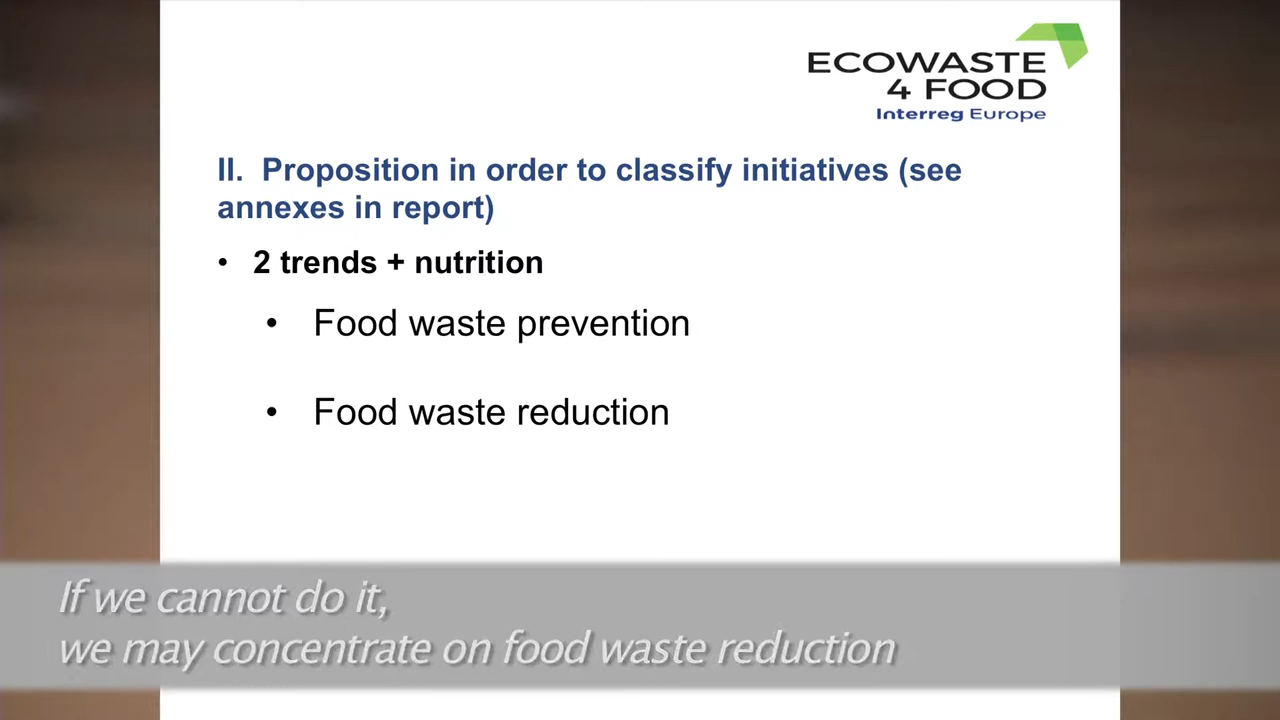 ECOWASTE
4 FOOD
Interreg Europe
II. Proposition in order to classify initiatives (see
annexes in report)
• 2 trends + nutrition
• Food waste prevention
• Food waste reduction
If we cannot do it,
we may concentrate on food waste reduction